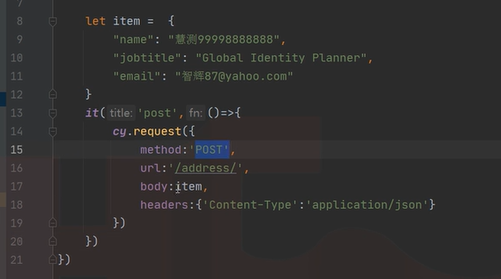 7
8 let item =  {
9 "name": "慧测99998888888",
10 "jobtitle": "Global Identity Planner",
11 "email": "智辉87@yahoo.com"
12 }
13 it( title: 'post', fn: ()=>{
14 cy.request({
15 method:'POST',
16 url:'/address/',
17 body:item,
18 headers:{'Content-Type':'application/json'}
19 })
20 })
21 })